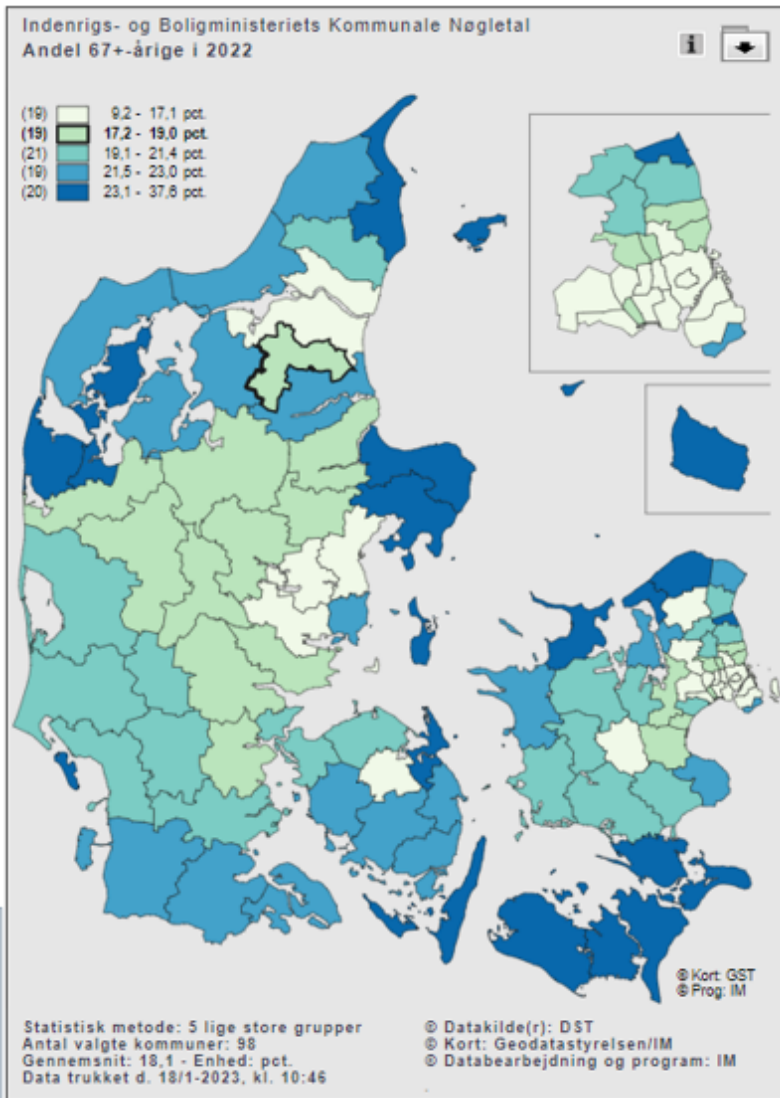 Indenrigs- og Boligministeriets Kommunale Nøgletal
Andel 67+-årige i 2022
i
(19) 9,2 - 17,1 pct.
(19) 17,2 - 19,0 pct.
(21) 19,1 - 21,4 pct.
(19) 21,5 - 23,0 pct.
(20) 23,1 - 37,6 pct.
© Kort: GST
© Prog: IM
Statistisk metode: 5 lige store grupper
Antal valgte kommuner: 98
Gennemsnit: 18,1 - Enhed: pct.
Data trukket d. 18/1-2023, kl. 10:46
© Datakilde(r): DST
© Kort: Geodatastyrelsen/IM
© Databearbejdning og program: IM